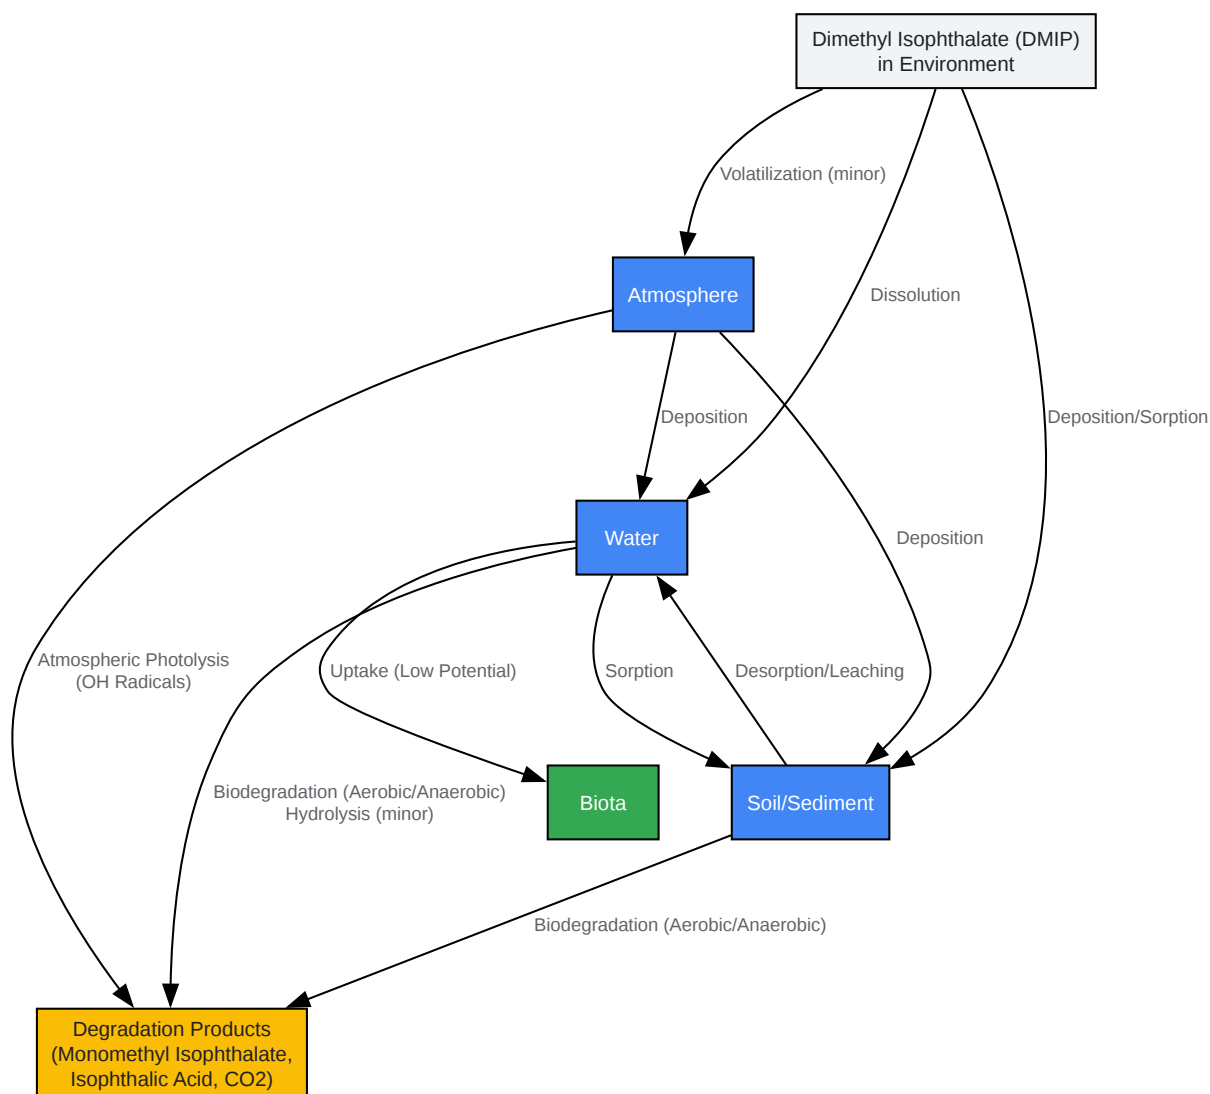 Dimethyl Isophthalate (DMIP)
in Environment
Volatilization (minor)
Atmosphere
Dissolution
Deposition
Deposition/Sorption
Water
Deposition
Atmospheric Photolysis
(OH Radicals)
Uptake (Low Potential)
Sorption
Desorption/Leaching
Biodegradation (Aerobic/Anaerobic)
Hydrolysis (minor)
Biota
Soil/Sediment
Biodegradation (Aerobic/Anaerobic)
Degradation Products
(Monomethyl Isophthalate,
Isophthalic Acid, CO2)